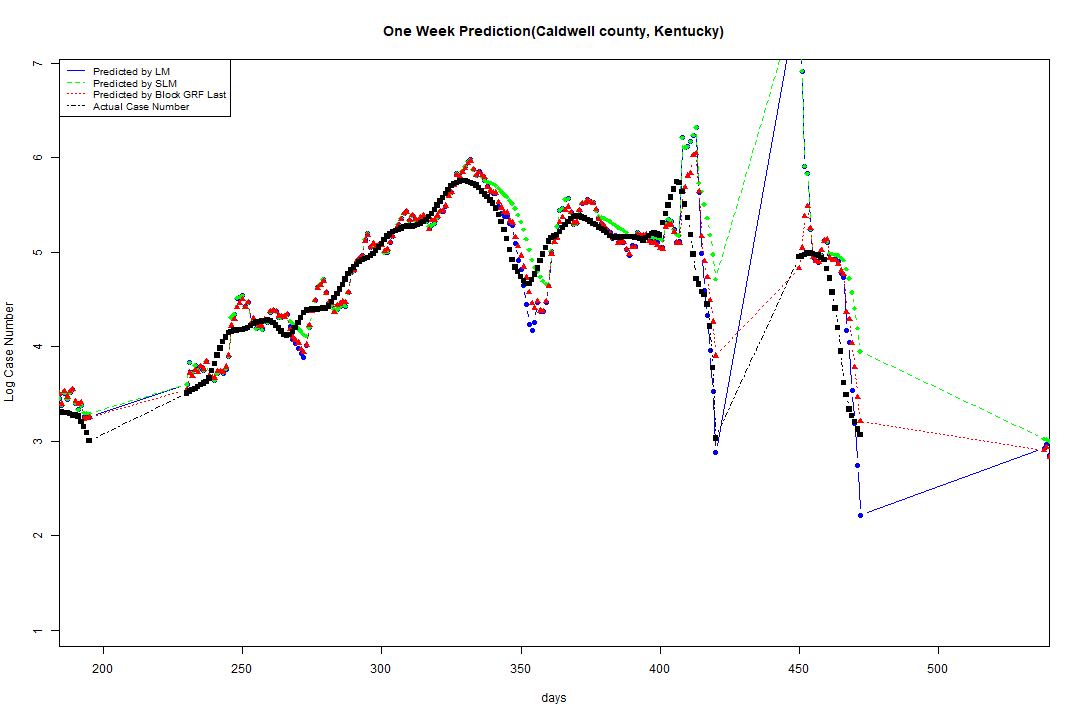 One Week Prediction(Caldwell county, Kentucky)
7
Predicted by LM
Predicted by SLM
Predicted by Block GRF Last
Actual Case Number
6
5
4
3
2
1
Log Case Number
200 250 300 350 400 450 500
days